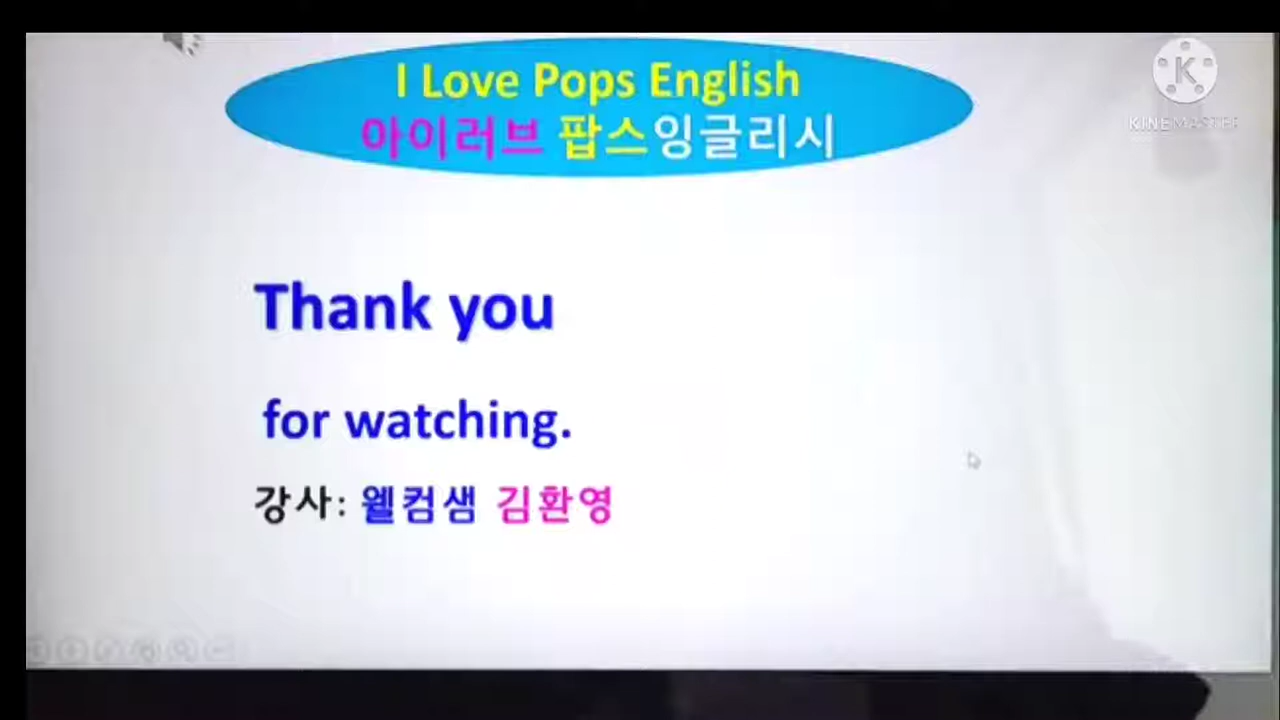 I Love Pops English
아이러브 팝스잉글리시
K
KINEMASTER
Thank you
for watching.
강사: 웰컴샘 김환영